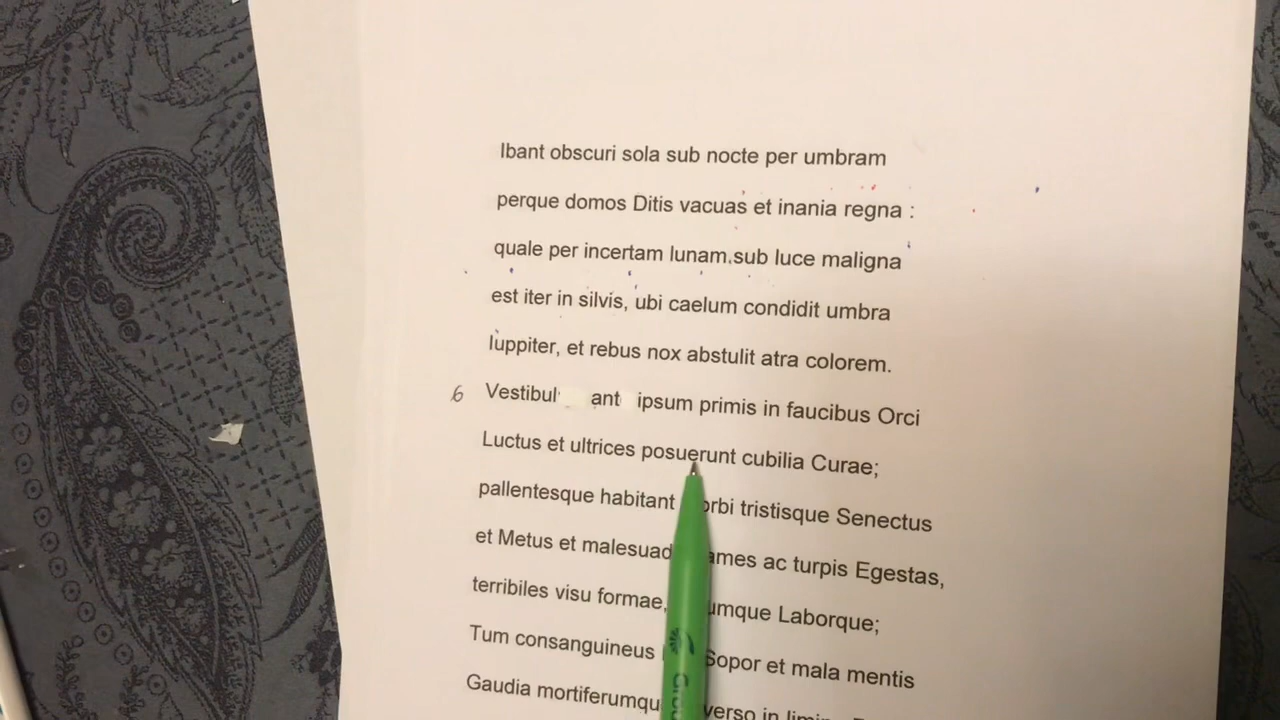 Ibant obscuri sola sub nocte per umbram
perque domos Ditis vacuas et inania regna :
quale per incertam lunam sub luce maligna
est iter in silvis, ubi caelum condidit umbra
Iuppiter, et rebus nox abstulit atra colorem.
6 Vestibul ant ipsum primis in faucibus Orci
Luctus et ultrices posuerunt cubilia Curae;
pallentesque habitant orbi tristisque Senectus
et Metus et malesuad ames ac turpis Egestas,
terribiles visu formae, umque Laborque;
Tum consanguineus Sopor et mala mentis
Gaudia mortiferumqu verso in limin